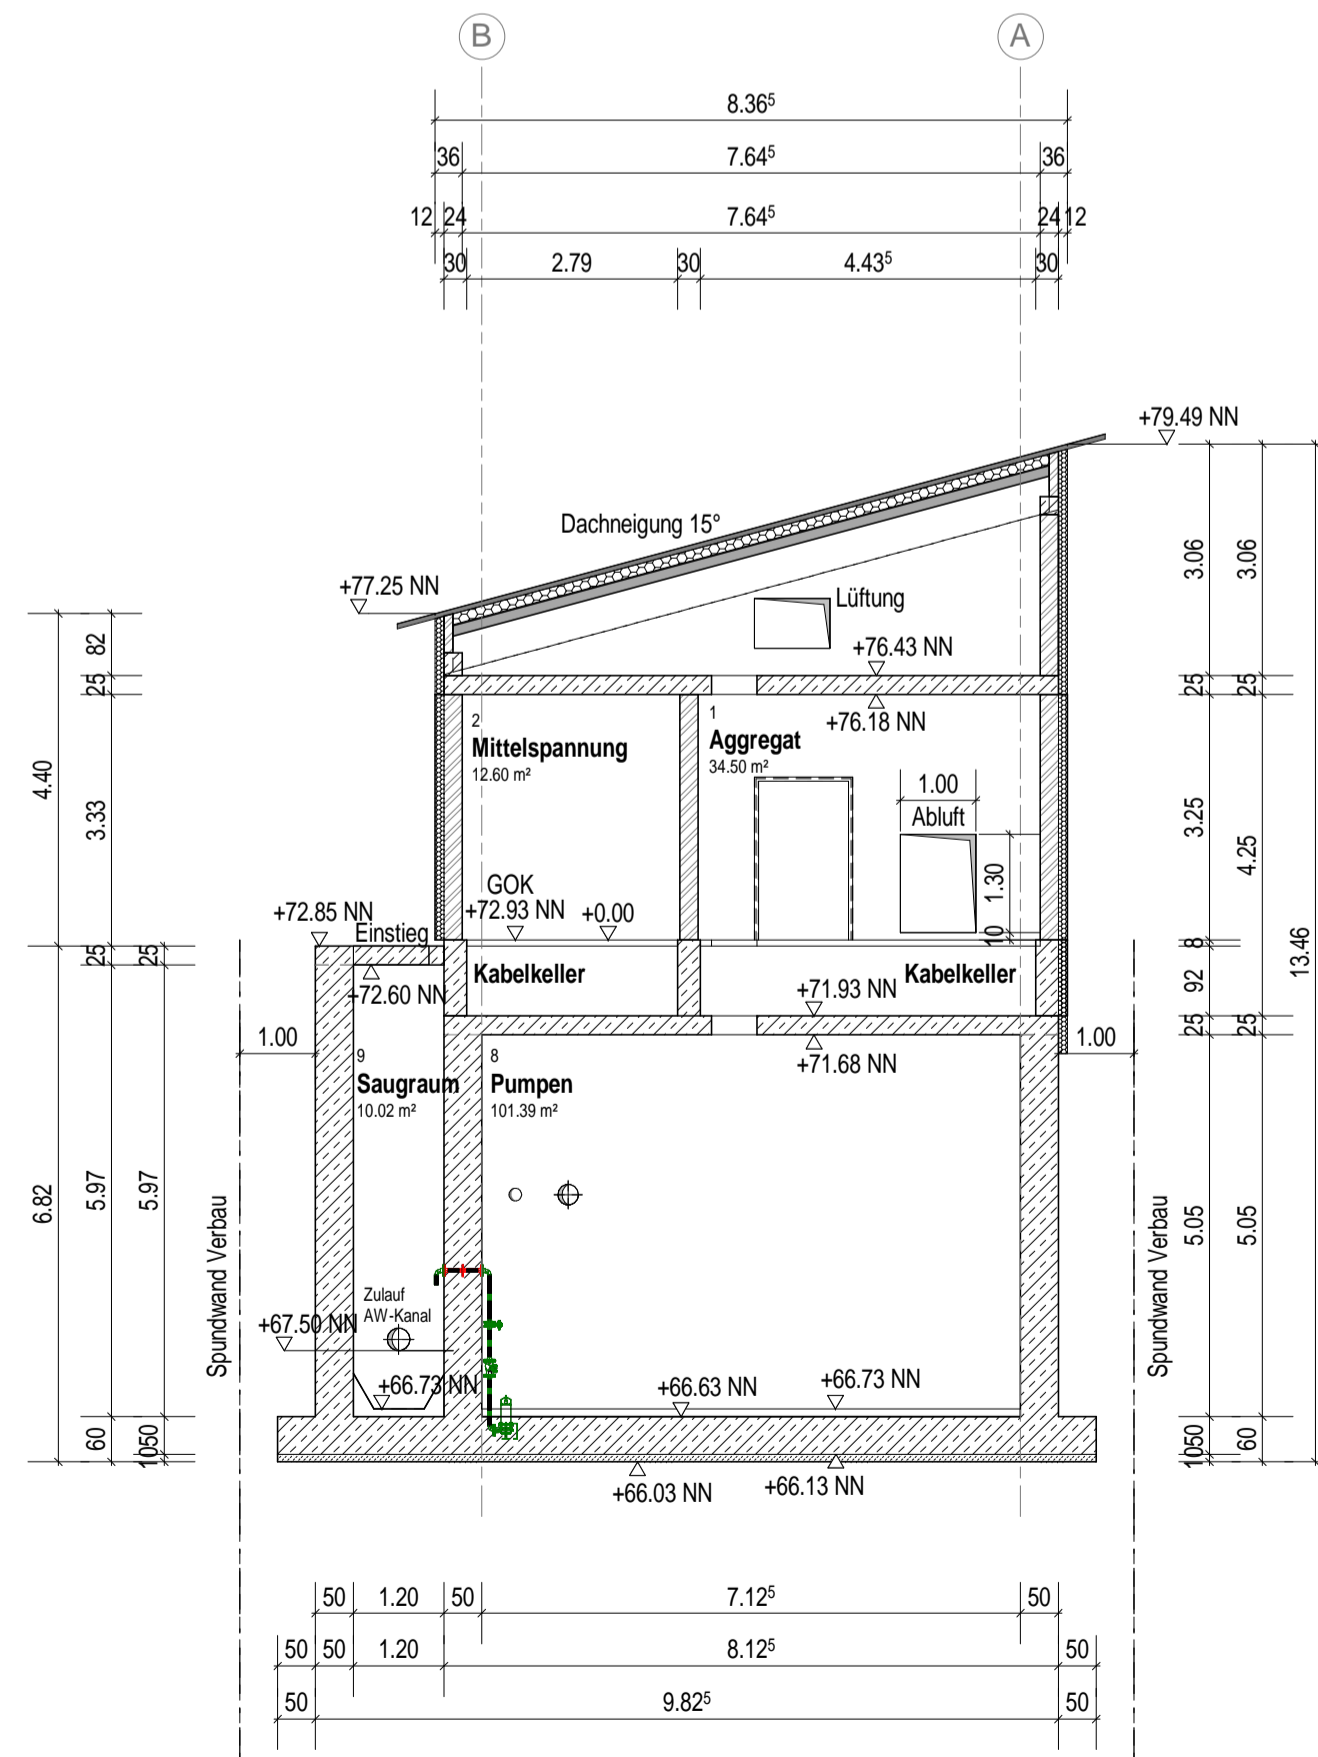 B
A
8.36⁵
36
7.64⁵
36
12
24
7.64⁵
24
12
30
2.79
30
4.43⁵
30
+79.49 NN
Dachneigung 15°
+77.25 NN
Lüftung
+76.43 NN
+76.18 NN
82
25
3.33
4.40
3.06
3.06
25
25
3.25
4.25
2
Mittelspannung
12.60 m²
1
Aggregat
34.50 m²
1.00
Abluft
1.30
10
GOK
+72.93 NN
+0.00
+72.85 NN
Einstieg
+72.60 NN
25
25
8
92
25
25
13.46
Kabelkeller
Kabelkeller
+71.93 NN
+71.68 NN
1.00
1.00
9
Saugraum
10.02 m²
8
Pumpen
101.39 m²
6.82
5.97
5.97
5.05
5.05
Spundwand Verbau
Spundwand Verbau
Zulauf
AW-Kanal
+67.50 NN
+66.73 NN
+66.63 NN
+66.73 NN
60
1050
1050
60
+66.03 NN
+66.13 NN
50
1.20
50
7.12⁵
50
50
50
1.20
8.12⁵
50
50
9.82⁵
50